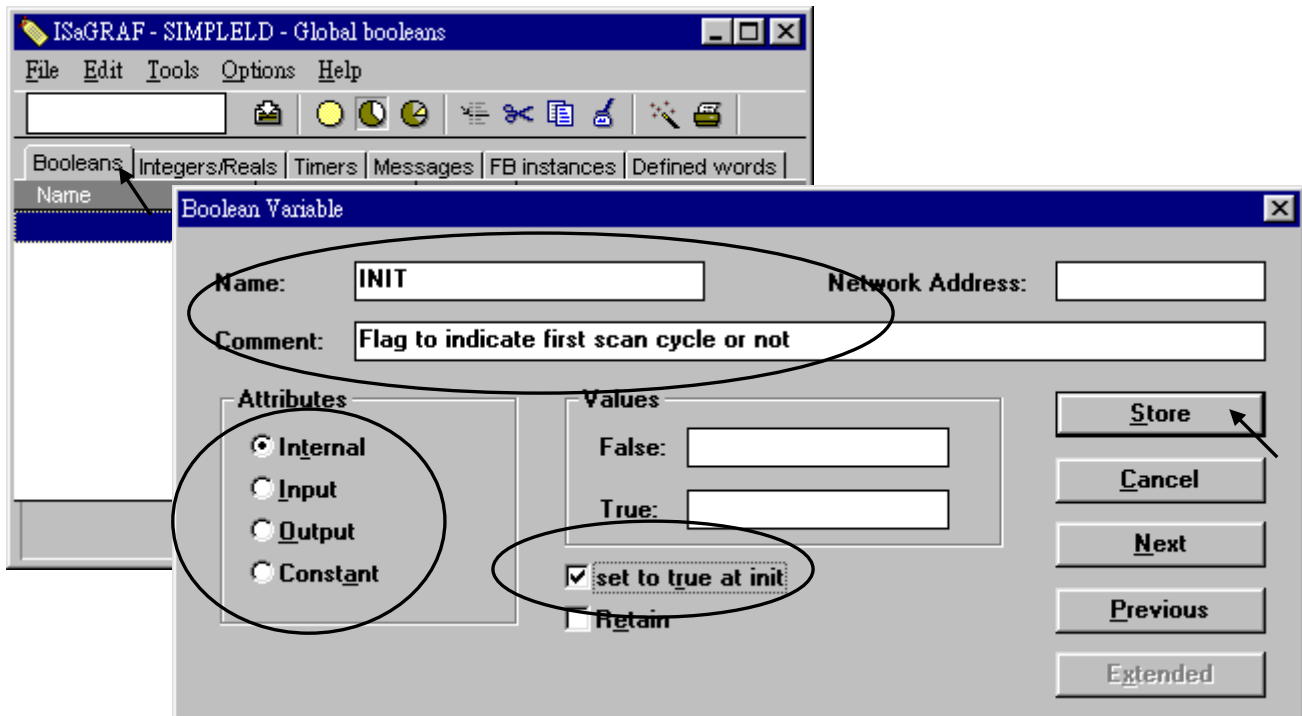 ISaGRAF - SIMPLELD - Global booleans
File Edit Tools Options Help
Booleans Integers/Reals Timers Messages FB instances Defined words
Name
Boolean Variable
Name: INIT Network Address:
Comment: Flag to indicate first scan cycle or not
Attributes
Internal
Input
Output
Constant
Values
False:
True:
set to true at init
Retain
Store
Cancel
Next
Previous
Extended